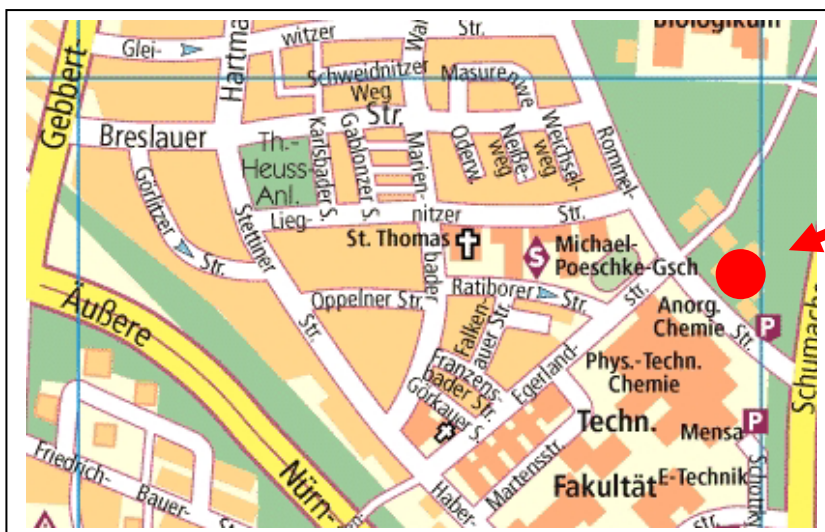 Biologikum
Glei-
witzer
Str.
Hartma
Wal
Gebbert-
Schweidnitzer
Weg
Masurenweg
Breslauer
Str.
Th.-
Heuss-
Anl.
Karlsbader S.
Gablonzer S.
Marien-
bader
Oderw.
Neiße-
weg
Weichsel-
weg
Rommel-
Str.
Görlitzer
Str.
Stettiner
Str.
Lieg-
nitzer
Str.
St. Thomas
S
Michael-
Poeschke-Gsch
Äußere
Nürn-
Oppelner Str.
Ratiborer
Str.
Falken-
auer Str.
Franzens-
bader Str.
Görkauer S.
Egerland-
str.
Anorg.
Chemie
P
Phys.-Techn.
Chemie
Techn.
Fakultät
Mensa
P
E-Technik
Martensstr.
Haber-
Friedrich-
Bauer-
Schottky
Schumache